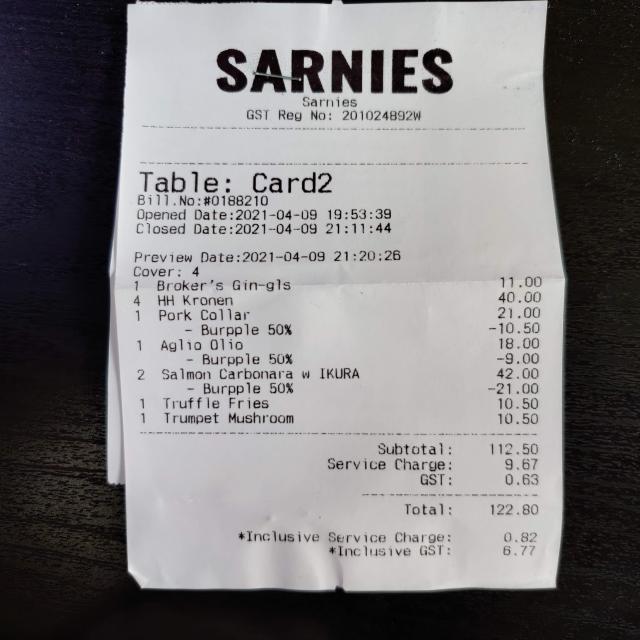 SARNIES
Sarnies
GST Reg No: 201024892W
Table: Card2
Bill.No:#0188210
Opened Date:2021-04-09 19:53:39
Closed Date:2021-04-09 21:11:44
Preview Date:2021-04-09 21:20:26
Cover: 4
1 Broker's Gin-gls 11.00
4 HH Kronen 40.00
1 Pork Collar 21.00
- Burpple 50% -10.50
1 Aglio Olio 18.00
- Burpple 50% -9.00
2 Salmon Carbonara w IKURA 42.00
- Burpple 50% -21.00
1 Truffle Fries 10.50
1 Trumpet Mushroom 10.50
Subtotal: 112.50
Service Charge: 9.67
GST: 0.63
Total: 122.80
*Inclusive Service Charge: 0.82
*Inclusive GST: 6.77